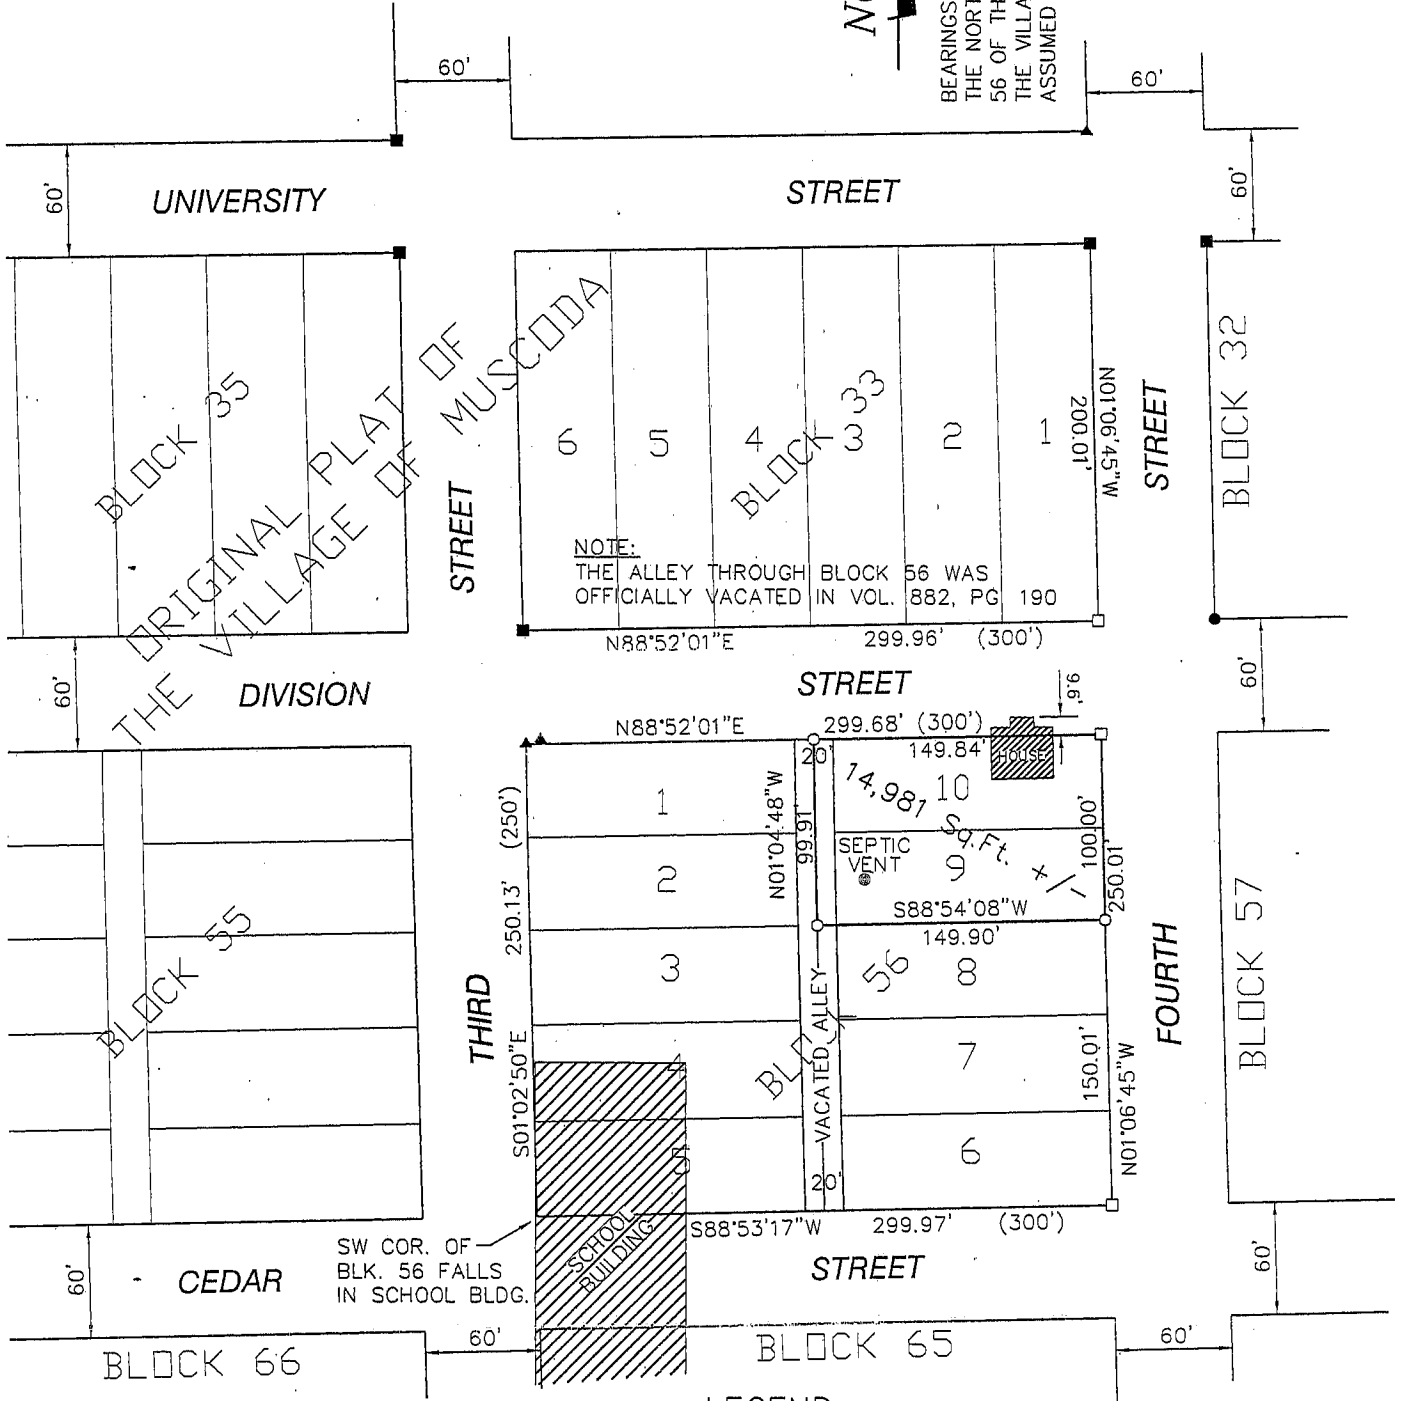 No
BEARINGS
THE NORT
56 OF TH
THE VILLA
ASSUMED
60'
60'
60'
60'
UNIVERSITY
STREET
BLOCK 35
ORIGINAL PLAT OF
THE VILLAGE OF MUSCODA
STREET
6
5
4
3
2
1
BLOCK 33
N01°06'45"W
200.01'
STREET
BLOCK 32
NOTE:
THE ALLEY THROUGH BLOCK 56 WAS
OFFICIALLY VACATED IN VOL. 882, PG 190
N88°52'01"E 299.96' (300')
60'
DIVISION
STREET
9.6'
60'
N88°52'01"E 299.68' (300')
20' 149.84'
HOUSE
1
2
3
4
5
10
9
8
7
6
14,981 Sq.Ft. +/-
(250')
250.13'
S01°02'50"E
N01°04'48"W
99.91'
SEPTIC
VENT
100.00'
250.01'
S88°54'08"W
149.90'
BLOCK 55
THIRD
BLOCK 56
VACATED ALLEY
20'
150.01'
N01°06'45"W
FOURTH
BLOCK 57
S88°53'17"W 299.97' (300')
SCHOOL
BUILDING
SW COR. OF
BLK. 56 FALLS
IN SCHOOL BLDG.
60'
CEDAR
STREET
60'
60'
60'
BLOCK 66
BLOCK 65
LEGEND